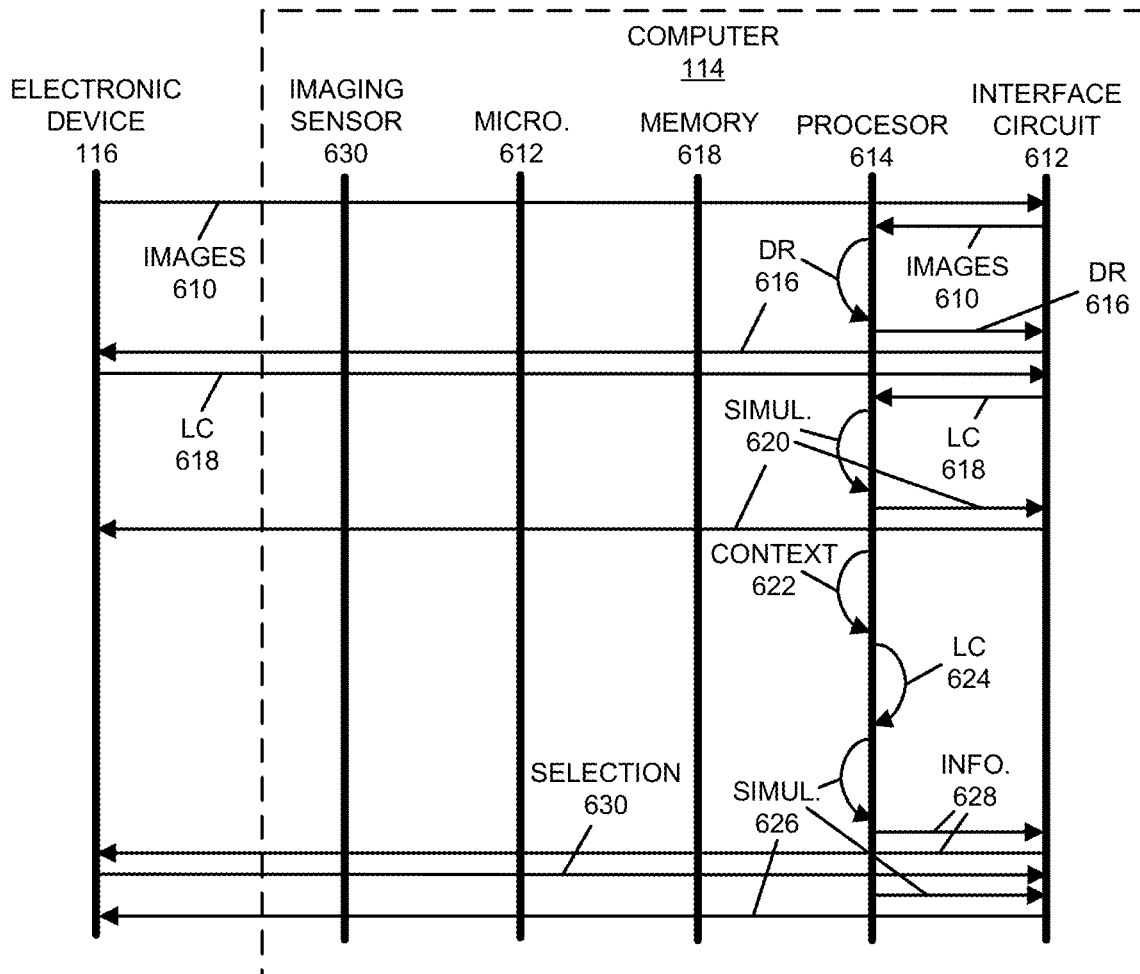 COMPUTER
114
ELECTRONIC
DEVICE
116
IMAGING
SENSOR
630
MICRO.
612
MEMORY
618
PROCESOR
614
INTERFACE
CIRCUIT
612
IMAGES
610
DR
616
IMAGES
610
DR
616
LC
618
SIMUL.
620
LC
618
CONTEXT
622
LC
624
SELECTION
630
SIMUL.
626
INFO.
628